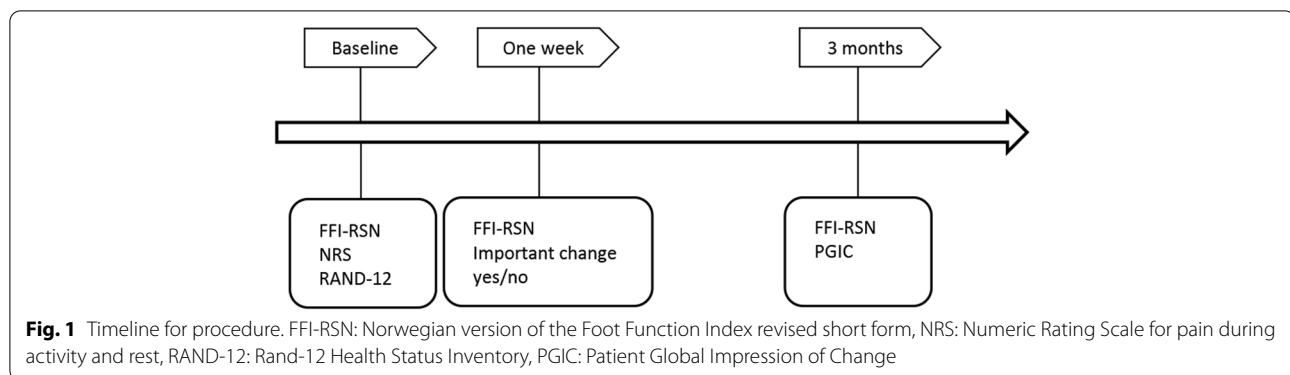 Baseline
One week
3 months
FFI-RSN
NRS
RAND-12
FFI-RSN
Important change
yes/no
FFI-RSN
PGIC
Fig. 1 Timeline for procedure. FFI-RSN: Norwegian version of the Foot Function Index revised short form, NRS: Numeric Rating Scale for pain during
activity and rest, RAND-12: Rand-12 Health Status Inventory, PGIC: Patient Global Impression of Change